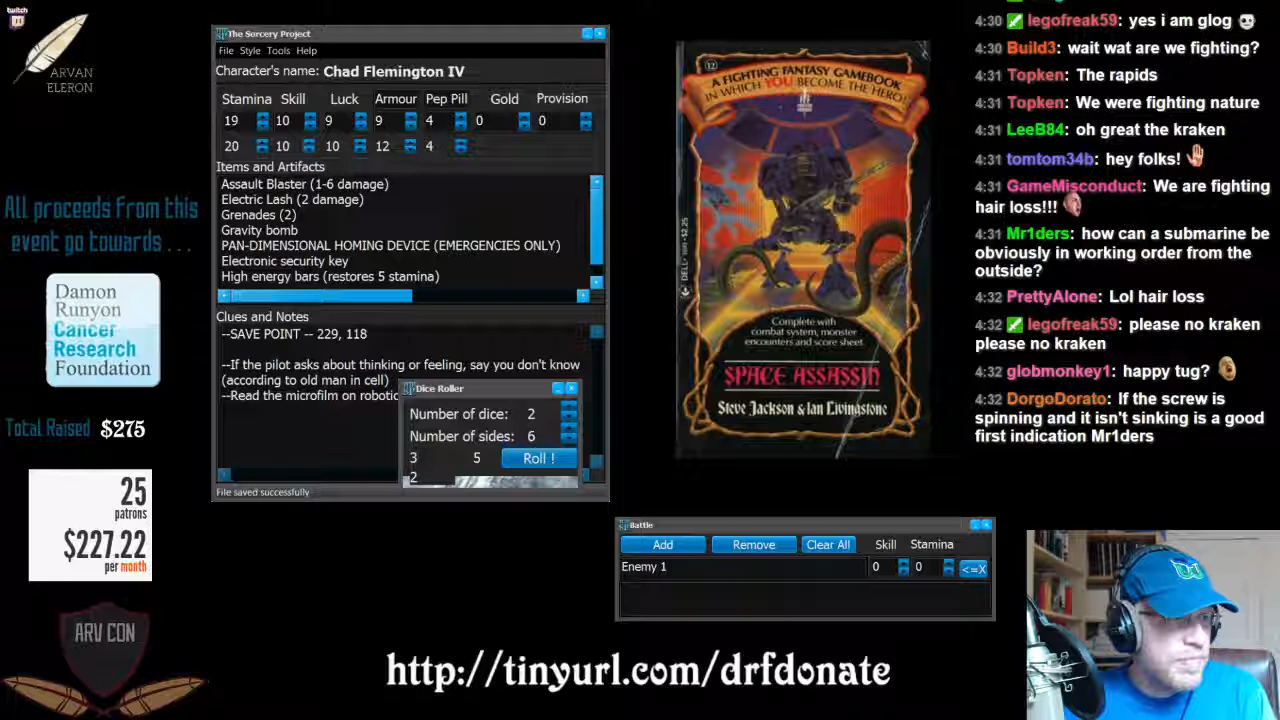 twitch
ARVAN
ELERON
All proceeds from this
event go towards . . .
Damon
Runyon
Cancer
Research
Foundation
Total Raised $275
25
patrons
$227.22
per month
ARV CON
The Sorcery Project
File Style Tools Help
Character's name: Chad Flemington IV
Stamina Skill Luck Armour Pep Pill Gold Provision
19 10 9 9 4 0 0
20 10 10 12 4
Items and Artifacts
Assault Blaster (1-6 damage)
Electric Lash (2 damage)
Grenades (2)
Gravity bomb
PAN-DIMENSIONAL HOMING DEVICE (EMERGENCIES ONLY)
Electronic security key
High energy bars (restores 5 stamina)
Clues and Notes
--SAVE POINT -- 229, 118
--If the pilot asks about thinking or feeling, say you don't know
(according to old man in cell)
--Read the microfilm on robotic
File saved successfully
Dice Roller
Number of dice: 2
Number of sides: 6
3 5 Roll !
2
12
A FIGHTING FANTASY GAMEBOOK
IN WHICH YOU BECOME THE HERO!
Complete with
combat system, monster
encounters and score sheet.
SPACE ASSASSIN
Steve Jackson & Ian Livingstone
Battle
Add Remove Clear All Skill Stamina
Enemy 1 0 0 <=X
http://tinyurl.com/drfdonate
4:30 legofreak59: yes i am glog
4:30 Build3: wait wat are we fighting?
4:31 Topken: The rapids
4:31 Topken: We were fighting nature
4:31 LeeB84: oh great the kraken
4:31 tomtom34b: hey folks!
4:31 GameMisconduct: We are fighting
hair loss!!!
4:31 Mr1ders: how can a submarine be
obviously in working order from the
outside?
4:32 PrettyAlone: Lol hair loss
4:32 legofreak59: please no kraken
please no kraken
4:32 globmonkey1: happy tug?
4:32 DorgoDorato: If the screw is
spinning and it isn't sinking is a good
first indication Mr1ders